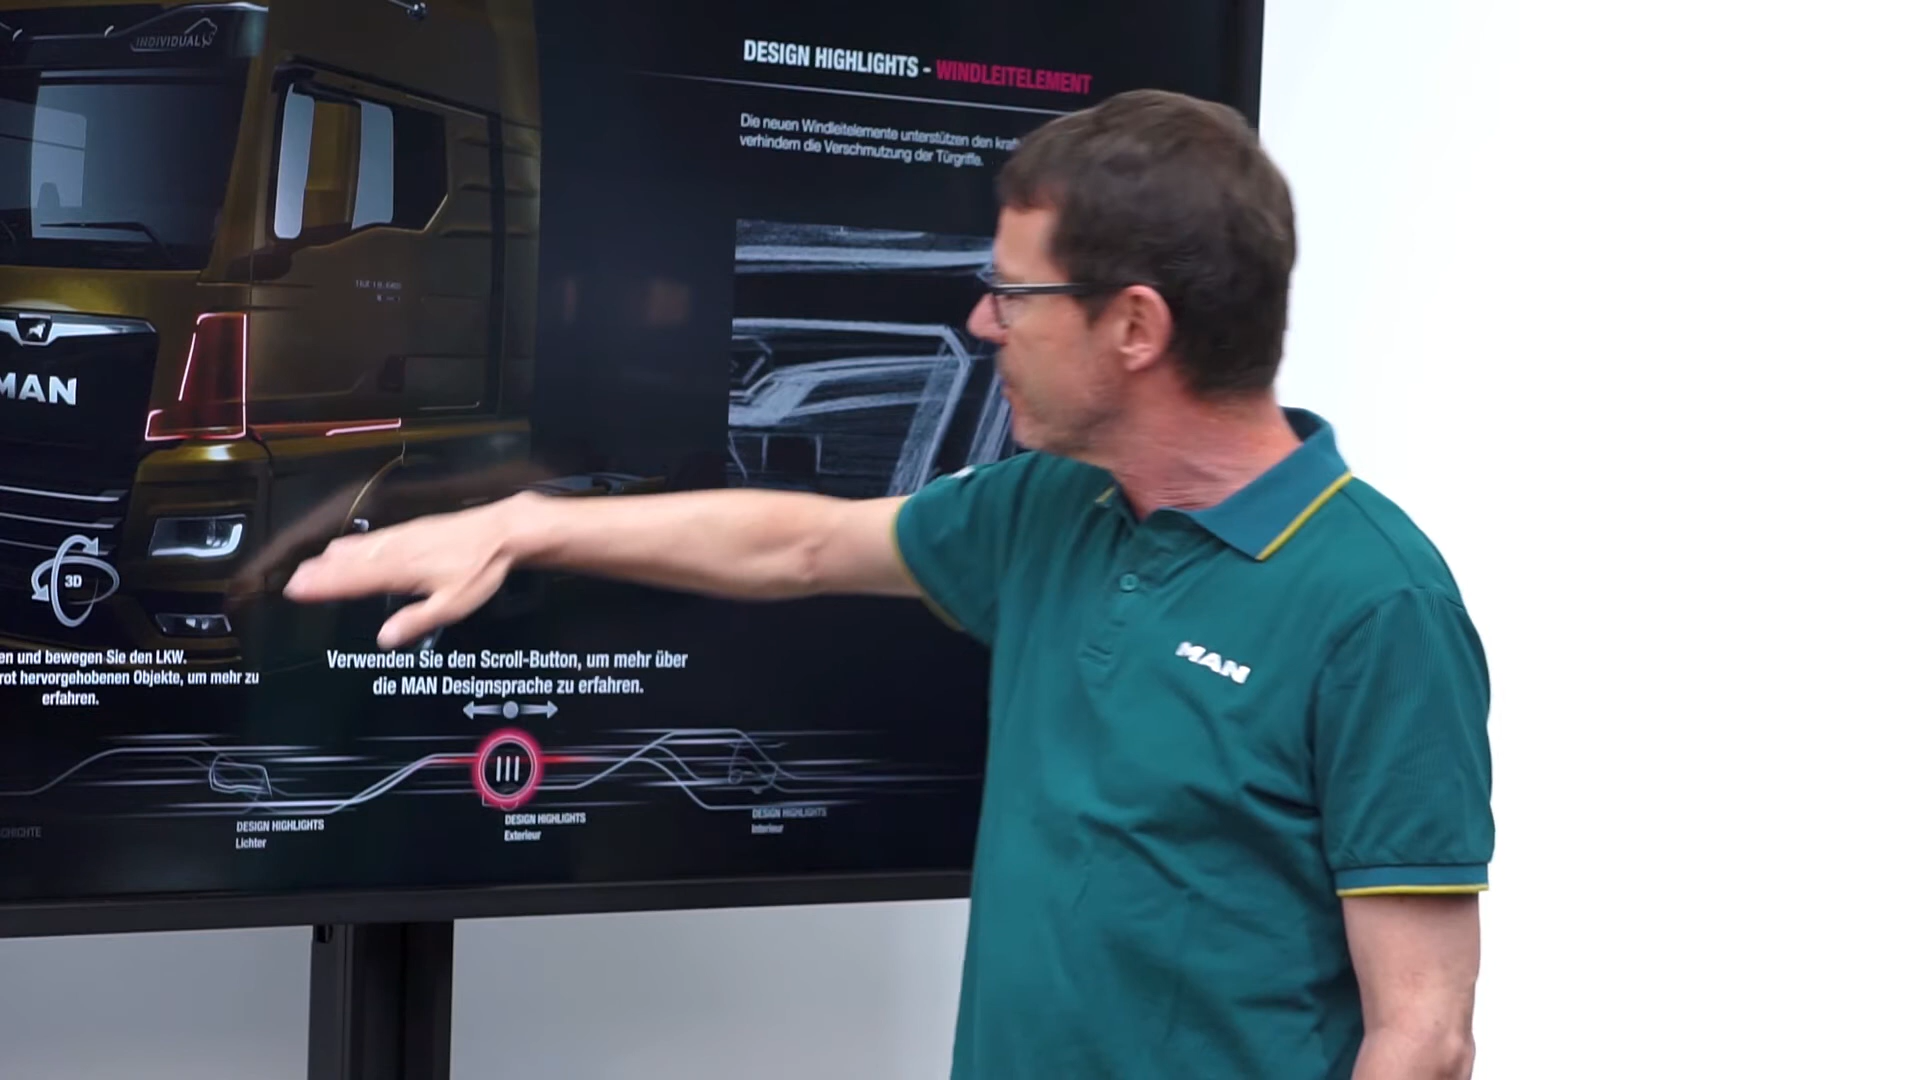 INDIVIDUAL
DESIGN HIGHLIGHTS - WINDLEITELEMENT
Die neuen Windleitelemente unterstützen den kraft
verhindern die Verschmutzung der Türgriffe.
MAN
3D
en und bewegen Sie den LKW.
rot hervorgehobenen Objekte, um mehr zu
erfahren.
Verwenden Sie den Scroll-Button, um mehr über
die MAN Designsprache zu erfahren.
MAN
CHICHTE
DESIGN HIGHLIGHTS
Lichter
DESIGN HIGHLIGHTS
Exterieur
DESIGN HIGHLIGHTS
Interieur